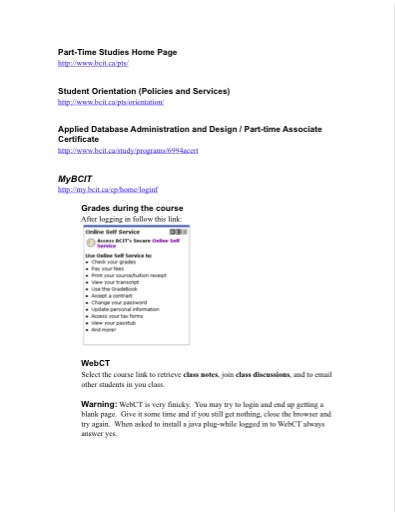 Part-Time Studies Home Page
http://www.bcit.ca/pts/
Student Orientation (Policies and Services)
http://www.bcit.ca/pts/orientation/
Applied Database Administration and Design / Part-time Associate
Certificate
http://www.bcit.ca/study/programs/6994acert
MyBCIT
http://my.bcit.ca/cp/home/loginf
Grades during the course
After logging in follow this link:
Online Self Service
Access BCIT's Secure Online Self
Service
Use Online Self Service to:
• Check your grades
• Pay your fees
• Print your course/tuition receipt
• View your transcript
• Use the GradeBook
• Accept a contract
• Change your password
• Update personal information
• Access your tax forms
• View your paystub
• And more!
WebCT
Select the course link to retrieve class notes, join class discussions, and to email
other students in you class.
Warning: WebCT is very finicky. You may try to login and end up getting a
blank page. Give it some time and if you still get nothing, close the browser and
try again. When asked to install a java plug-while logged in to WebCT always
answer yes.